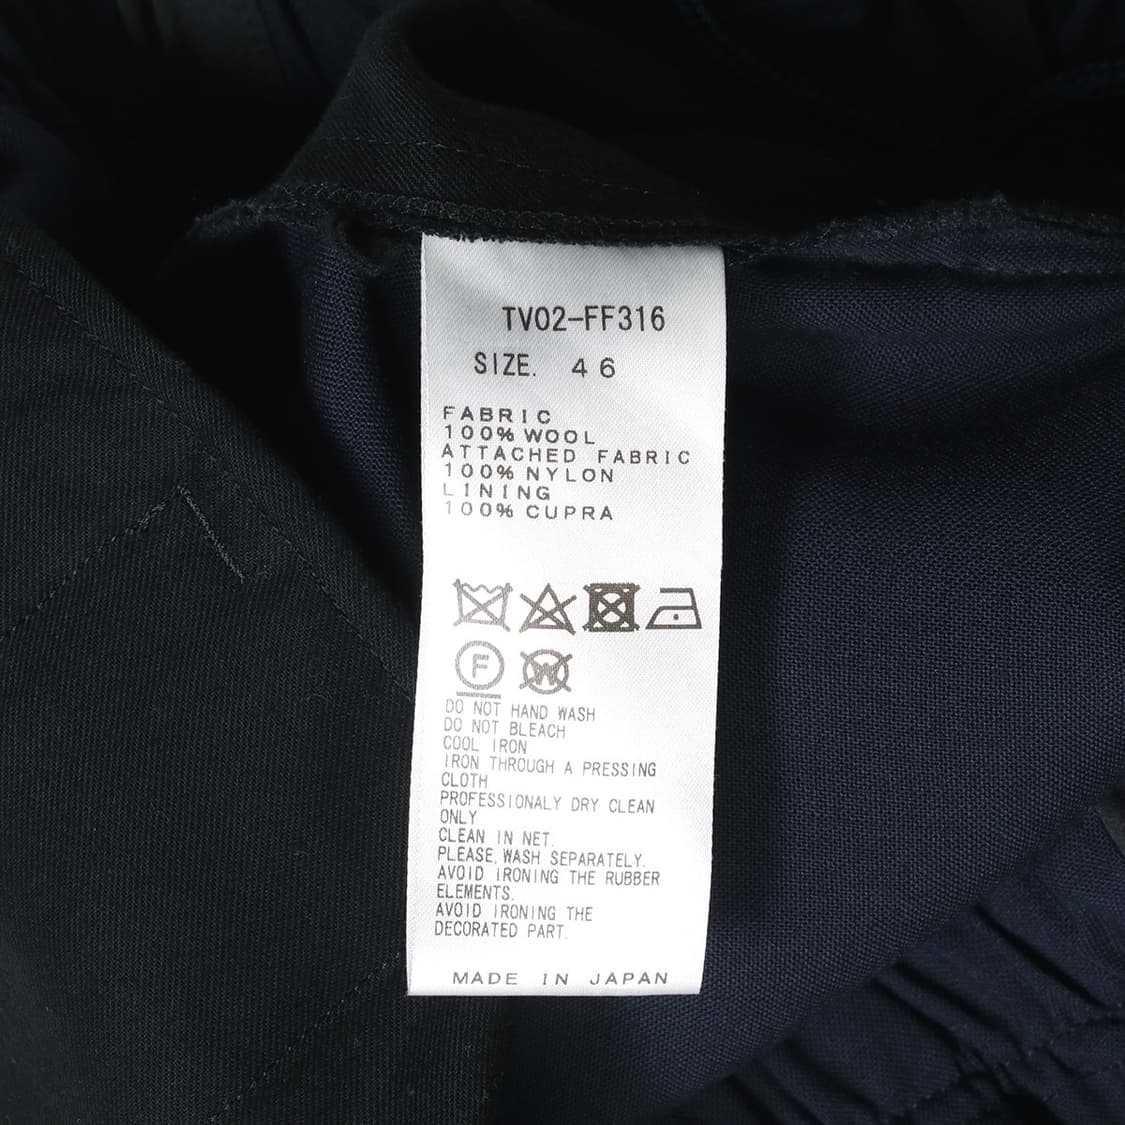 TV02-FF316
SIZE. 46
FABRIC
100% WOOL
ATTACHED FABRIC
100% NYLON
LINING
100% CUPRA
F W
DO NOT HAND WASH
DO NOT BLEACH
COOL IRON
IRON THROUGH A PRESSING
CLOTH
PROFESSIONALY DRY CLEAN
ONLY
CLEAN IN NET.
PLEASE, WASH SEPARATELY.
AVOID IRONING THE RUBBER
ELEMENTS.
AVOID IRONING THE
DECORATED PART.
MADE IN JAPAN